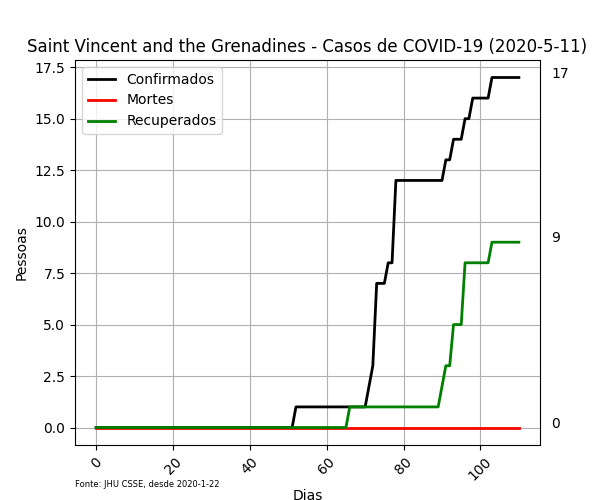 Saint Vincent and the Grenadines - Casos de COVID-19 (2020-5-11)
Confirmados
Mortes
Recuperados
17.5
15.0
12.5
10.0
7.5
5.0
2.5
0.0
Pessoas
17
9
0
0
20
40
60
80
100
Fonte: JHU CSSE, desde 2020-1-22
Dias